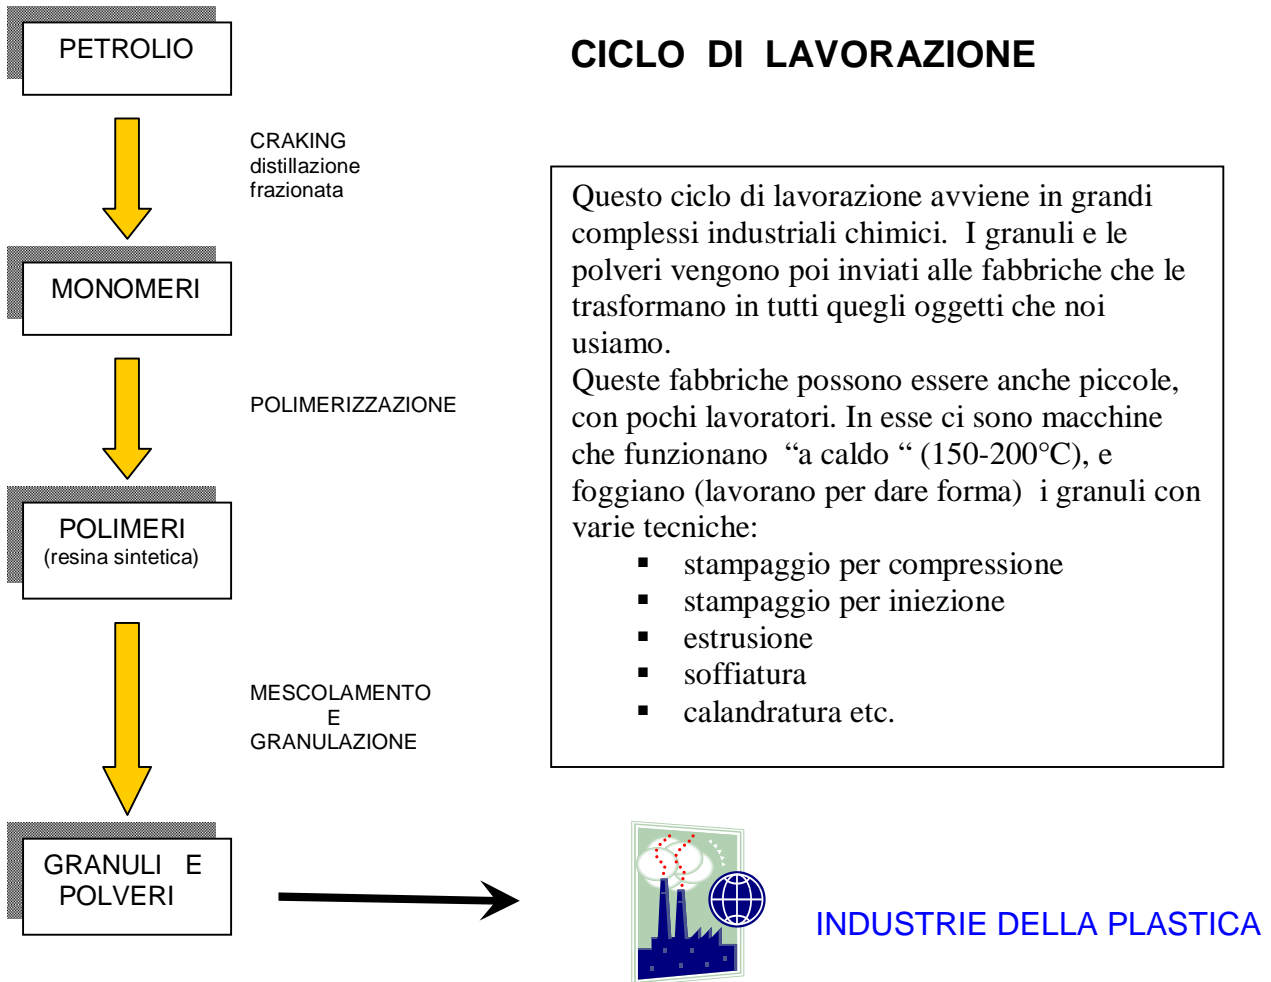 PETROLIO
CICLO DI LAVORAZIONE
CRAKING
distillazione
frazionata
MONOMERI
POLIMERIZZAZIONE
POLIMERI
(resina sintetica)
MESCOLAMENTO
E
GRANULAZIONE
GRANULI E
POLVERI
Questo ciclo di lavorazione avviene in grandi
complessi industriali chimici. I granuli e le
polveri vengono poi inviati alle fabbriche che le
trasformano in tutti quegli oggetti che noi
usiamo.
Queste fabbriche possono essere anche piccole,
con pochi lavoratori. In esse ci sono macchine
che funzionano “a caldo “ (150-200°C), e
foggiano (lavorano per dare forma) i granuli con
varie tecniche:
▪ stampaggio per compressione
▪ stampaggio per iniezione
▪ estrusione
▪ soffiatura
▪ calandratura etc.
INDUSTRIE DELLA PLASTICA